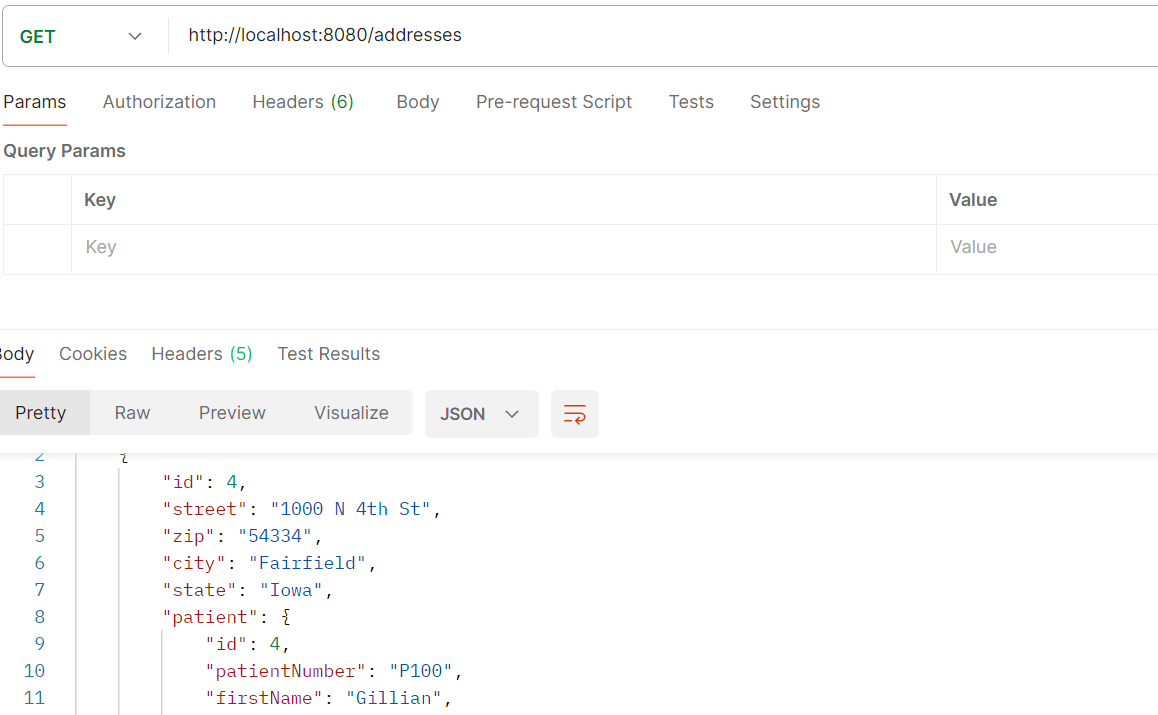 GET http://localhost:8080/addresses
Params Authorization Headers (6) Body Pre-request Script Tests Settings
Query Params
Key Value
Key Value
Body Cookies Headers (5) Test Results
Pretty Raw Preview Visualize JSON
2 {
3 "id": 4,
4 "street": "1000 N 4th St",
5 "zip": "54334",
6 "city": "Fairfield",
7 "state": "Iowa",
8 "patient": {
9 "id": 4,
10 "patientNumber": "P100",
11 "firstName": "Gillian",